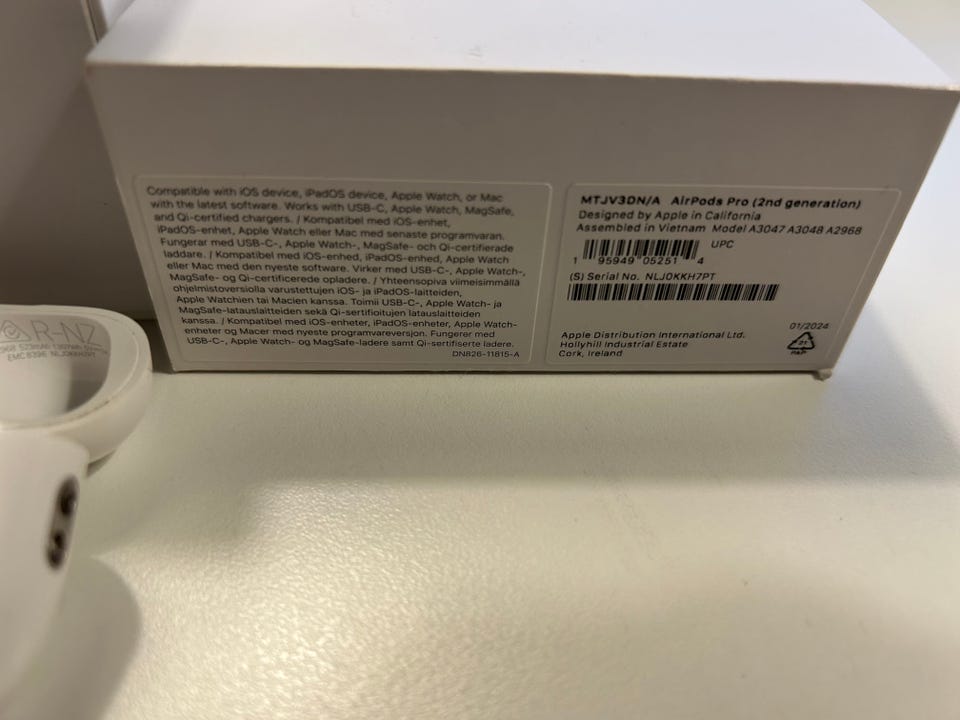 Compatible with iOS device, iPadOS device, Apple Watch, or Mac
with the latest software. Works with USB-C, Apple Watch, MagSafe,
and Qi-certified chargers. / Kompatibel med iOS-enhet,
iPadOS-enhet, Apple Watch eller Mac med senaste programvaran.
Fungerar med USB-C-, Apple Watch-, MagSafe- och Qi-certifierade
laddare. / Kompatibel med iOS-enhed, iPadOS-enhed, Apple Watch
eller Mac med den nyeste software. Virker med USB-C-, Apple Watch-,
MagSafe- og Qi-certificerede opladere. / Yhteensopiva viimeisimmällä
ohjelmistoversiolla varustettujen iOS- ja iPadOS-laitteiden,
Apple Watchien tai Macien kanssa. Toimii USB-C-, Apple Watch- ja
MagSafe-latauslaitteiden sekä Qi-sertifioitujen latauslaitteiden
kanssa. / Kompatibel med iOS-enheter, iPadOS-enheter, Apple Watch-
enheter og Macer med nyeste programvareversjon. Fungerer med
USB-C-, Apple Watch- og MagSafe-ladere samt Qi-sertifiserte ladere.
DN826-11815-A
MTJV3DN/A AirPods Pro (2nd generation)
Designed by Apple in California
Assembled in Vietnam Model A3047 A3048 A2968
UPC
1 95949 05251 4
(S) Serial No. NLJ0KKH7PT
Apple Distribution International Ltd.
Hollyhill Industrial Estate
Cork, Ireland
01/2024
21
PAP
R-NZ
523mAh
EMC 8396 NLJ0KKH7PT